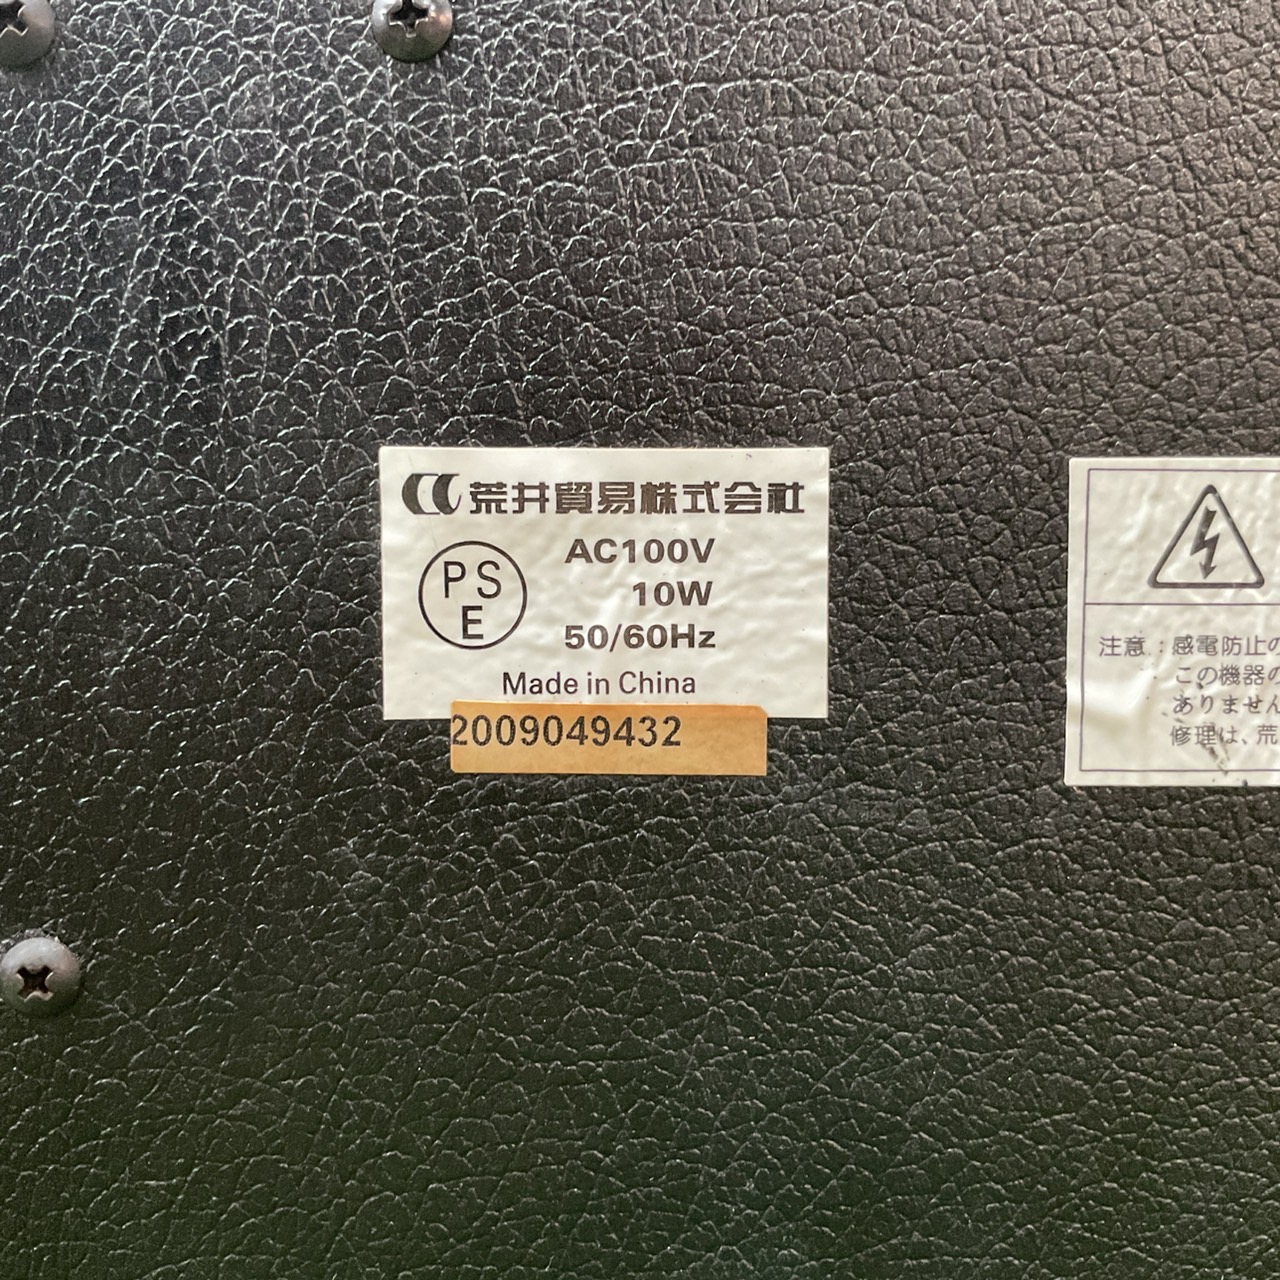 荒井貿易株式会社
PS
E
AC100V
10W
50/60Hz
Made in China
2009049432
注意：感電防止の
この機器の
ありません
修理は、荒